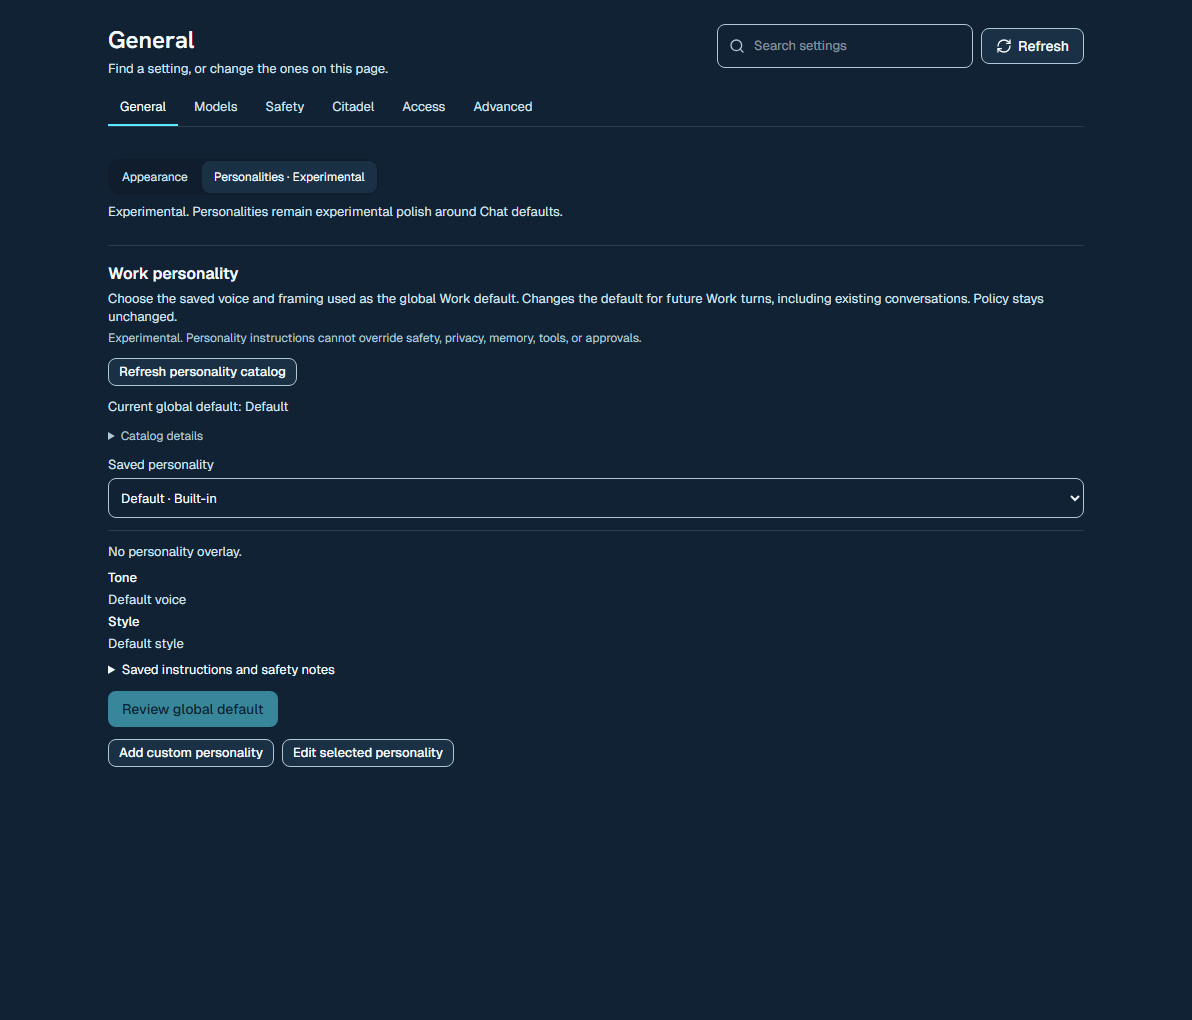 General
Find a setting, or change the ones on this page.
Search settings
Refresh
General
Models
Safety
Citadel
Access
Advanced
Appearance
Personalities · Experimental
Experimental. Personalities remain experimental polish around Chat defaults.
Work personality
Choose the saved voice and framing used as the global Work default. Changes the default for future Work turns, including existing conversations. Policy stays
unchanged.
Experimental. Personality instructions cannot override safety, privacy, memory, tools, or approvals.
Refresh personality catalog
Current global default: Default
Catalog details
Saved personality
Default · Built-in
No personality overlay.
Tone
Default voice
Style
Default style
Saved instructions and safety notes
Review global default
Add custom personality
Edit selected personality